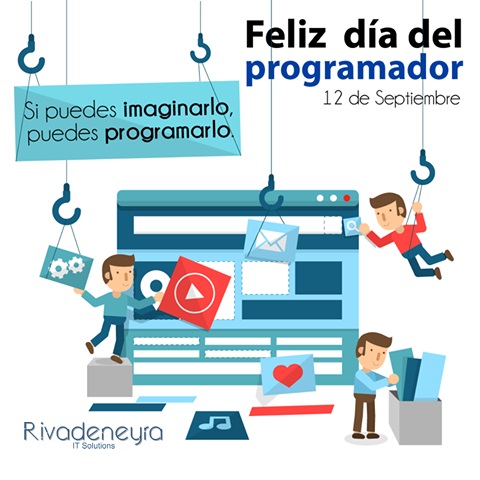 Feliz día del
programador
12 de Septiembre
Si puedes imaginarlo,
puedes programarlo.
Rivadeneyra
IT Solutions